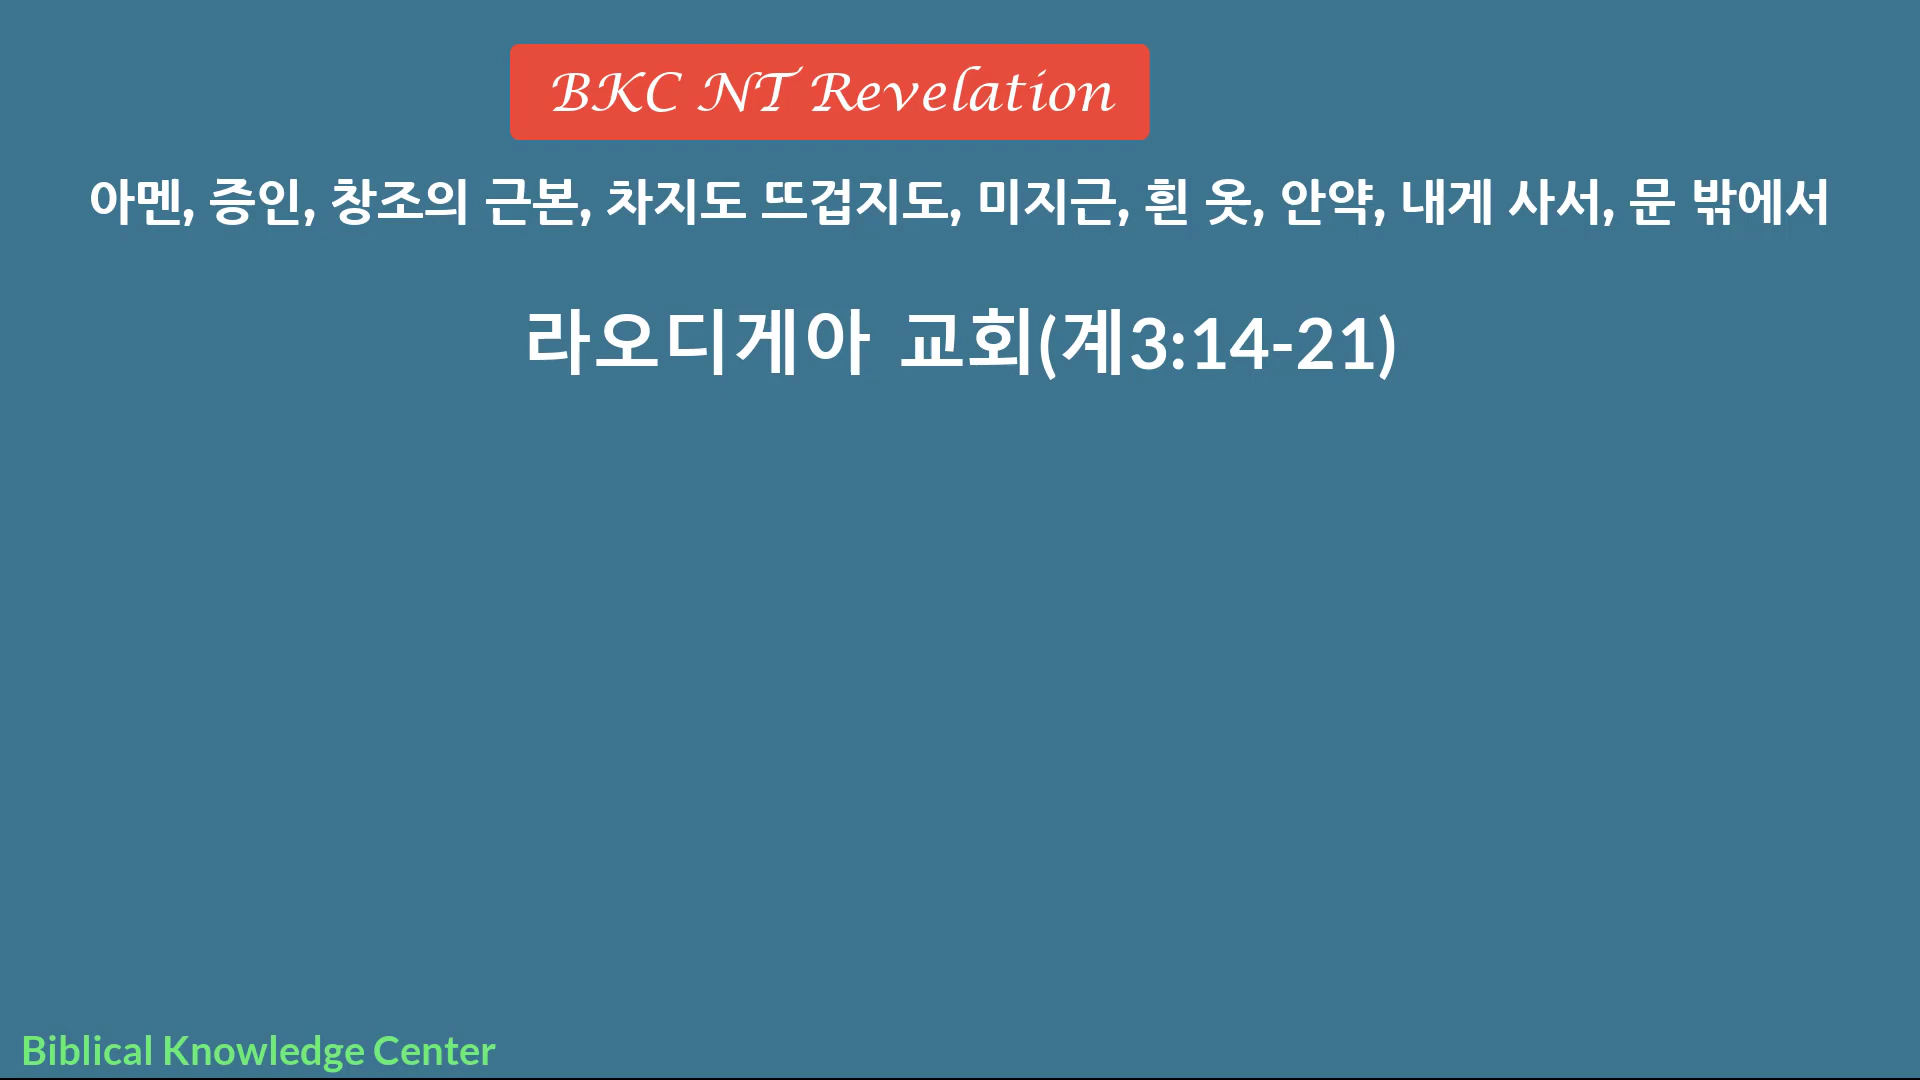 BKC NT Revelation
아멘, 증인, 창조의 근본, 차지도 뜨겁지도, 미지근, 흰 옷, 안약, 내게 사서, 문 밖에서
라오디게아 교회(계3:14-21)
Biblical Knowledge Center